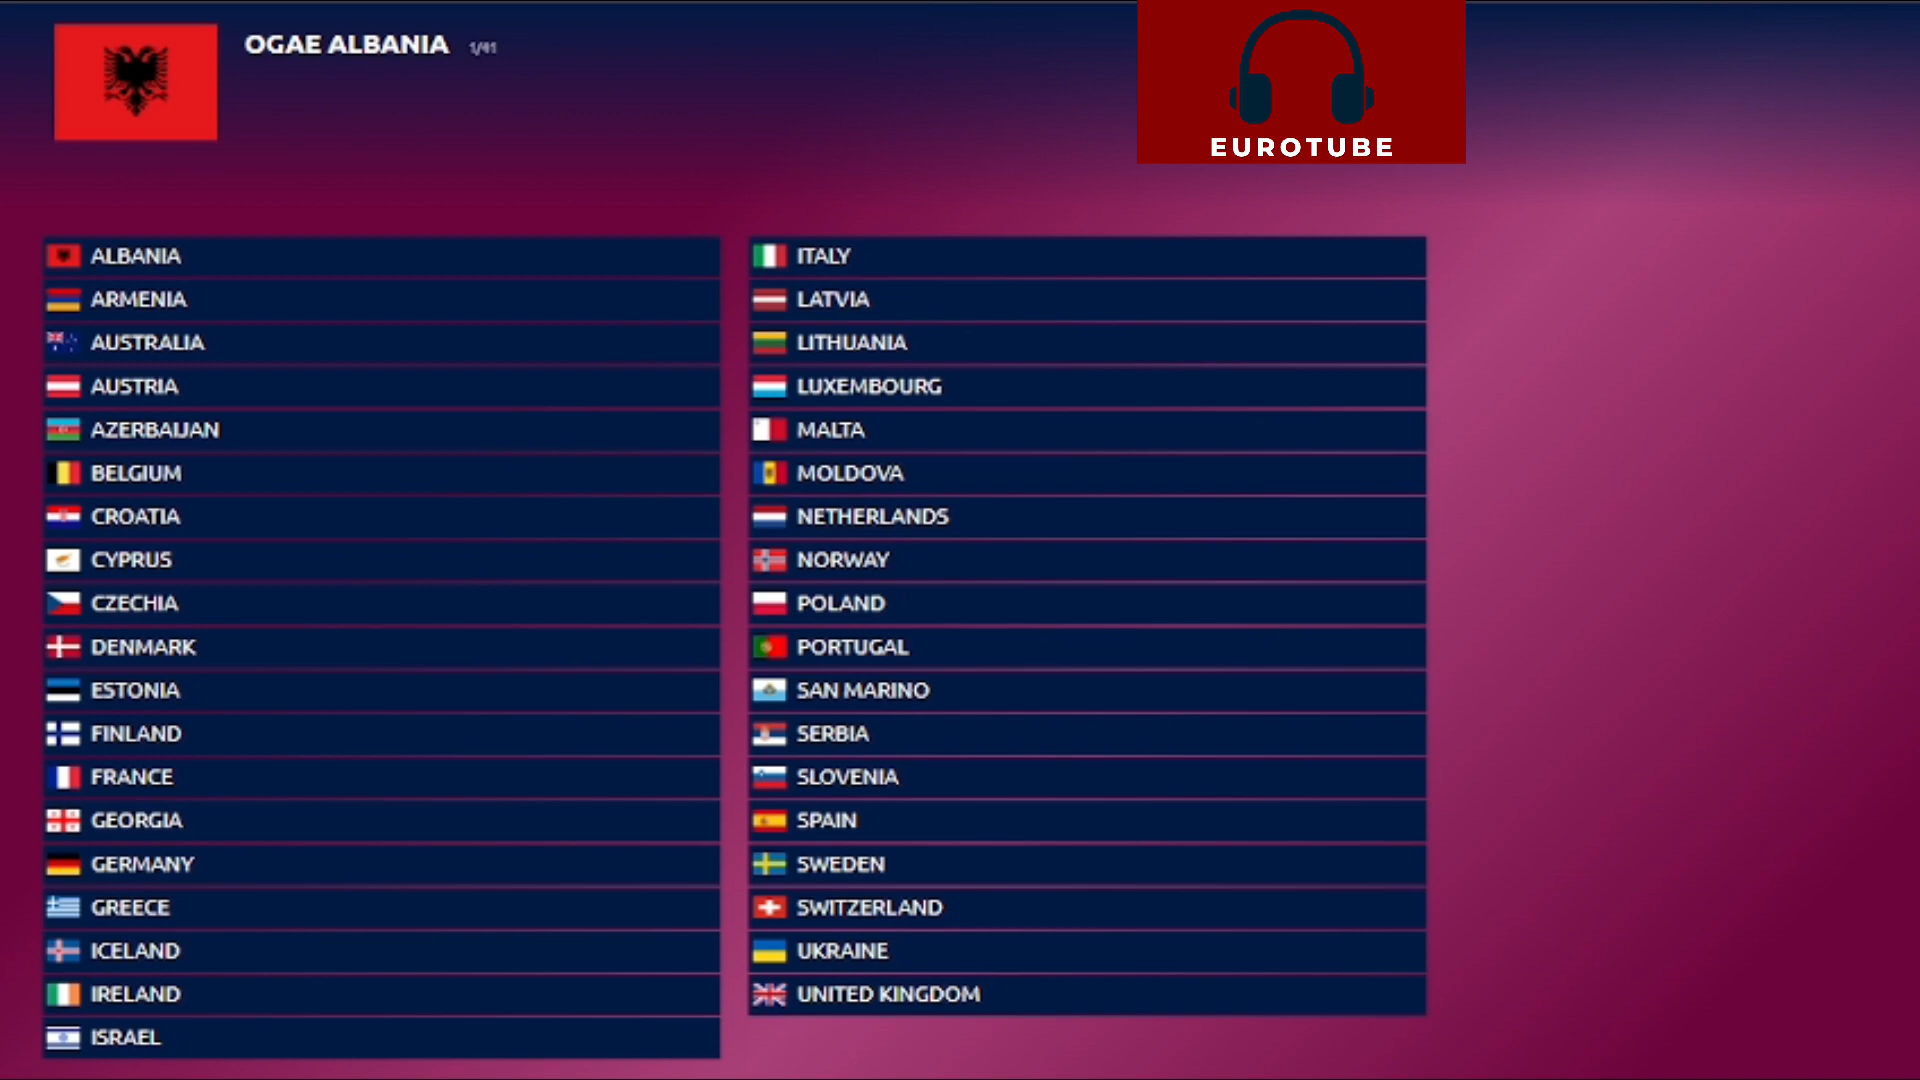 OGAE ALBANIA 1/41
EUROTUBE
ALBANIA
ARMENIA
AUSTRALIA
AUSTRIA
AZERBAIJAN
BELGIUM
CROATIA
CYPRUS
CZECHIA
DENMARK
ESTONIA
FINLAND
FRANCE
GEORGIA
GERMANY
GREECE
ICELAND
IRELAND
ISRAEL
ITALY
LATVIA
LITHUANIA
LUXEMBOURG
MALTA
MOLDOVA
NETHERLANDS
NORWAY
POLAND
PORTUGAL
SAN MARINO
SERBIA
SLOVENIA
SPAIN
SWEDEN
SWITZERLAND
UKRAINE
UNITED KINGDOM